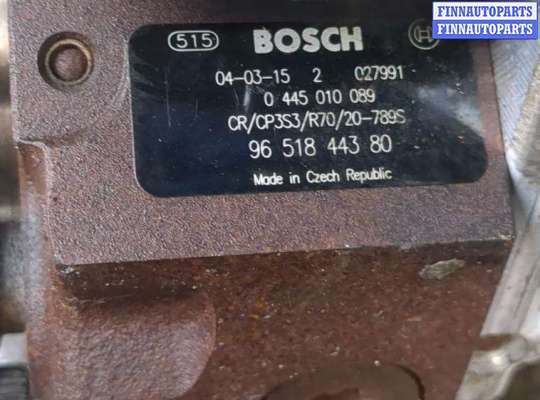 FINNAUTOPARTS
FINNAUTOPARTS
515 BOSCH H
04-03-15 2 027991
0 445 010 089
CR/CP3S3/R70/20-789S
96 518 443 80
Made in Czech Republic